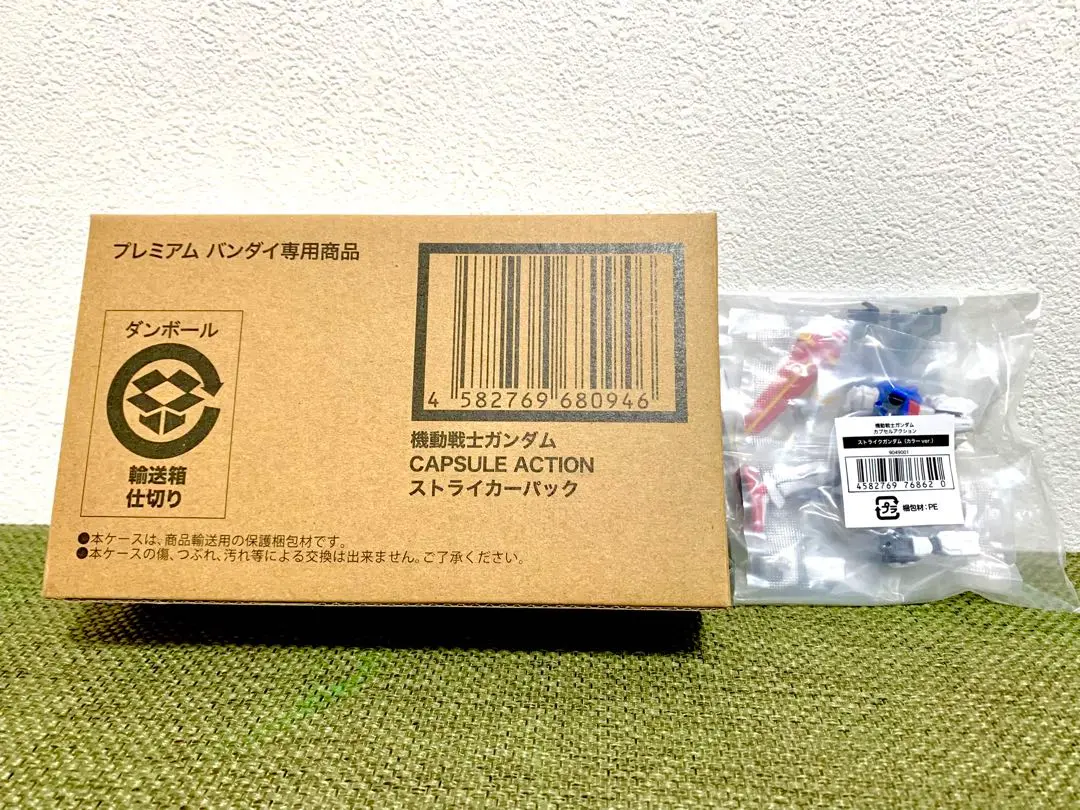 プレミアム バンダイ専用商品
ダンボール
輸送箱
仕切り
4 582769 680946
機動戦士ガンダム
CAPSULE ACTION
ストライカーパック
●本ケースは、商品輸送用の保護梱包材です。
●本ケースの傷、つぶれ、汚れ等による交換は出来ません。ご了承ください。
機動戦士ガンダム
カプセルアクション
ストライクガンダム（カラーver.）
9049001
4582769 768620
プラ
梱包材：PE